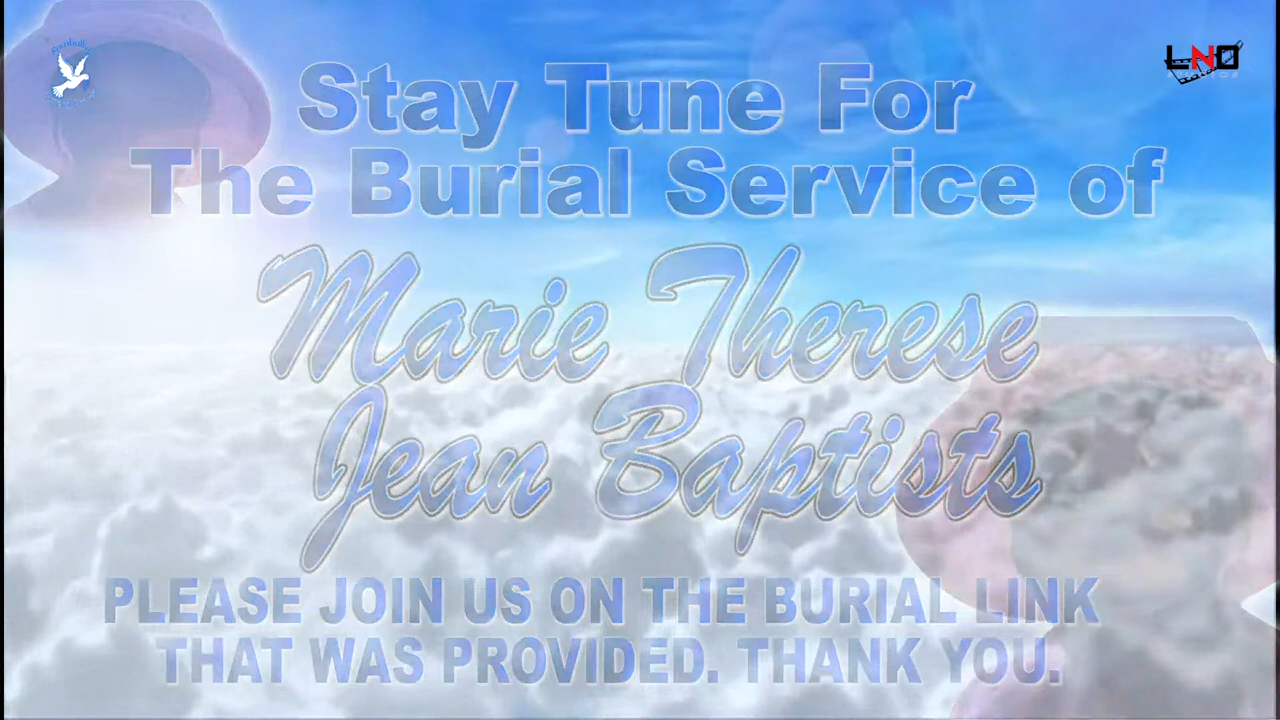 LNO
Stay Tune For
The Burial Service of
Marie Therese
Jean Baptists
PLEASE JOIN US ON THE BURIAL LINK
THAT WAS PROVIDED. THANK YOU.